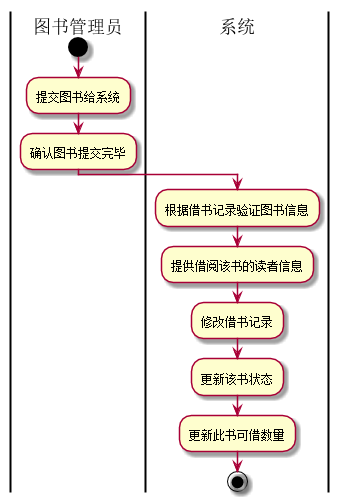 图书管理员
系统
提交图书给系统
确认图书提交完毕
根据借书记录验证图书信息
提供借阅该书的读者信息
修改借书记录
更新该书状态
更新此书可借数量